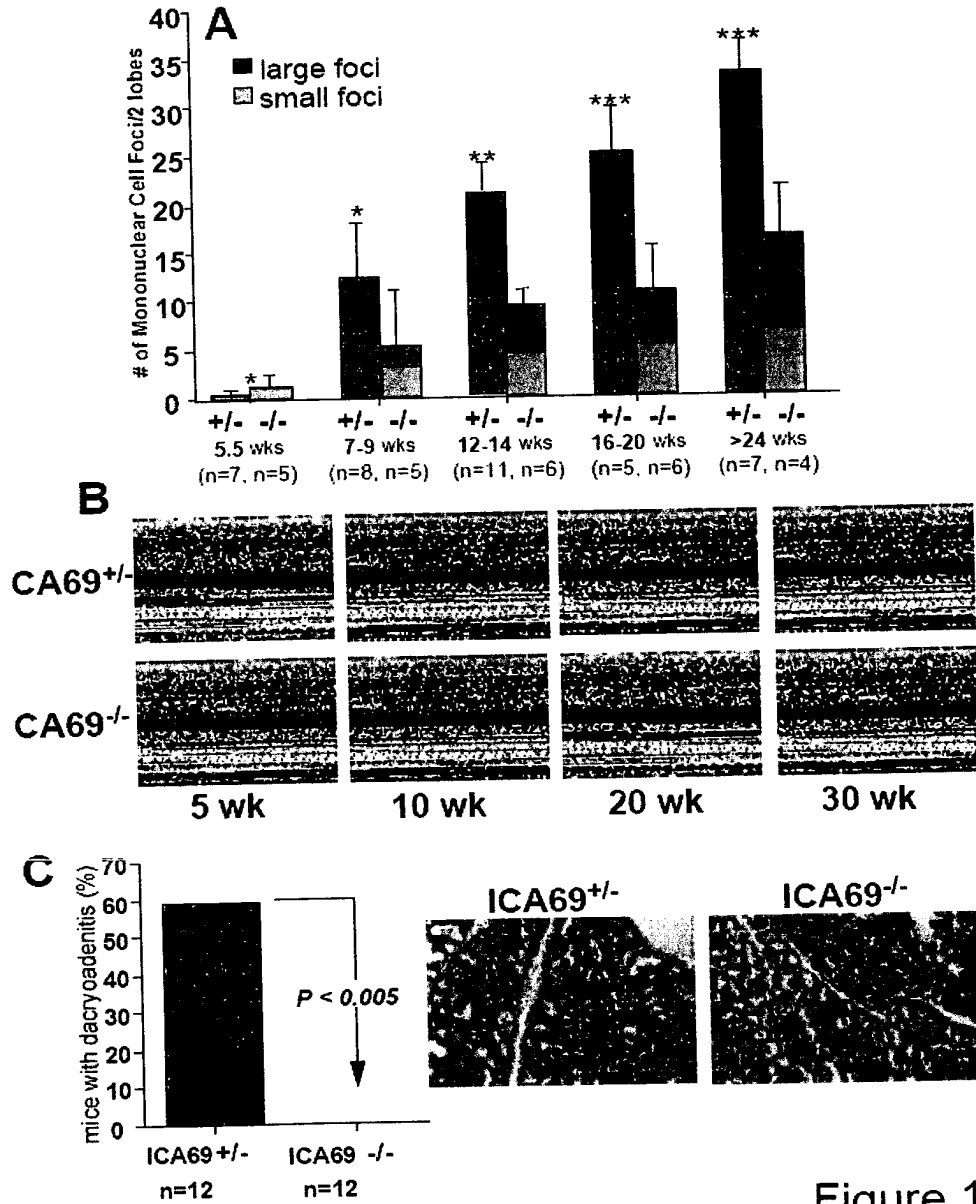 A
# of Mononuclear Cell Foci/2 lobes
40
35
30
25
20
15
10
5
0
large foci
small foci
*
*
**
***
***
+/- -/- +/- -/- +/- -/- +/- -/- +/- -/-
5.5 wks 7-9 wks 12-14 wks 16-20 wks >24 wks
(n=7, n=5) (n=8, n=5) (n=11, n=6) (n=5, n=6) (n=7, n=4)
B
CA69+/-
CA69-/-
5 wk 10 wk 20 wk 30 wk
C
mice with dacryoadenitis (%)
70
60
50
40
30
20
10
0
P < 0.005
ICA69+/- ICA69 -/-
n=12 n=12
ICA69+/- ICA69-/-
Figure 1